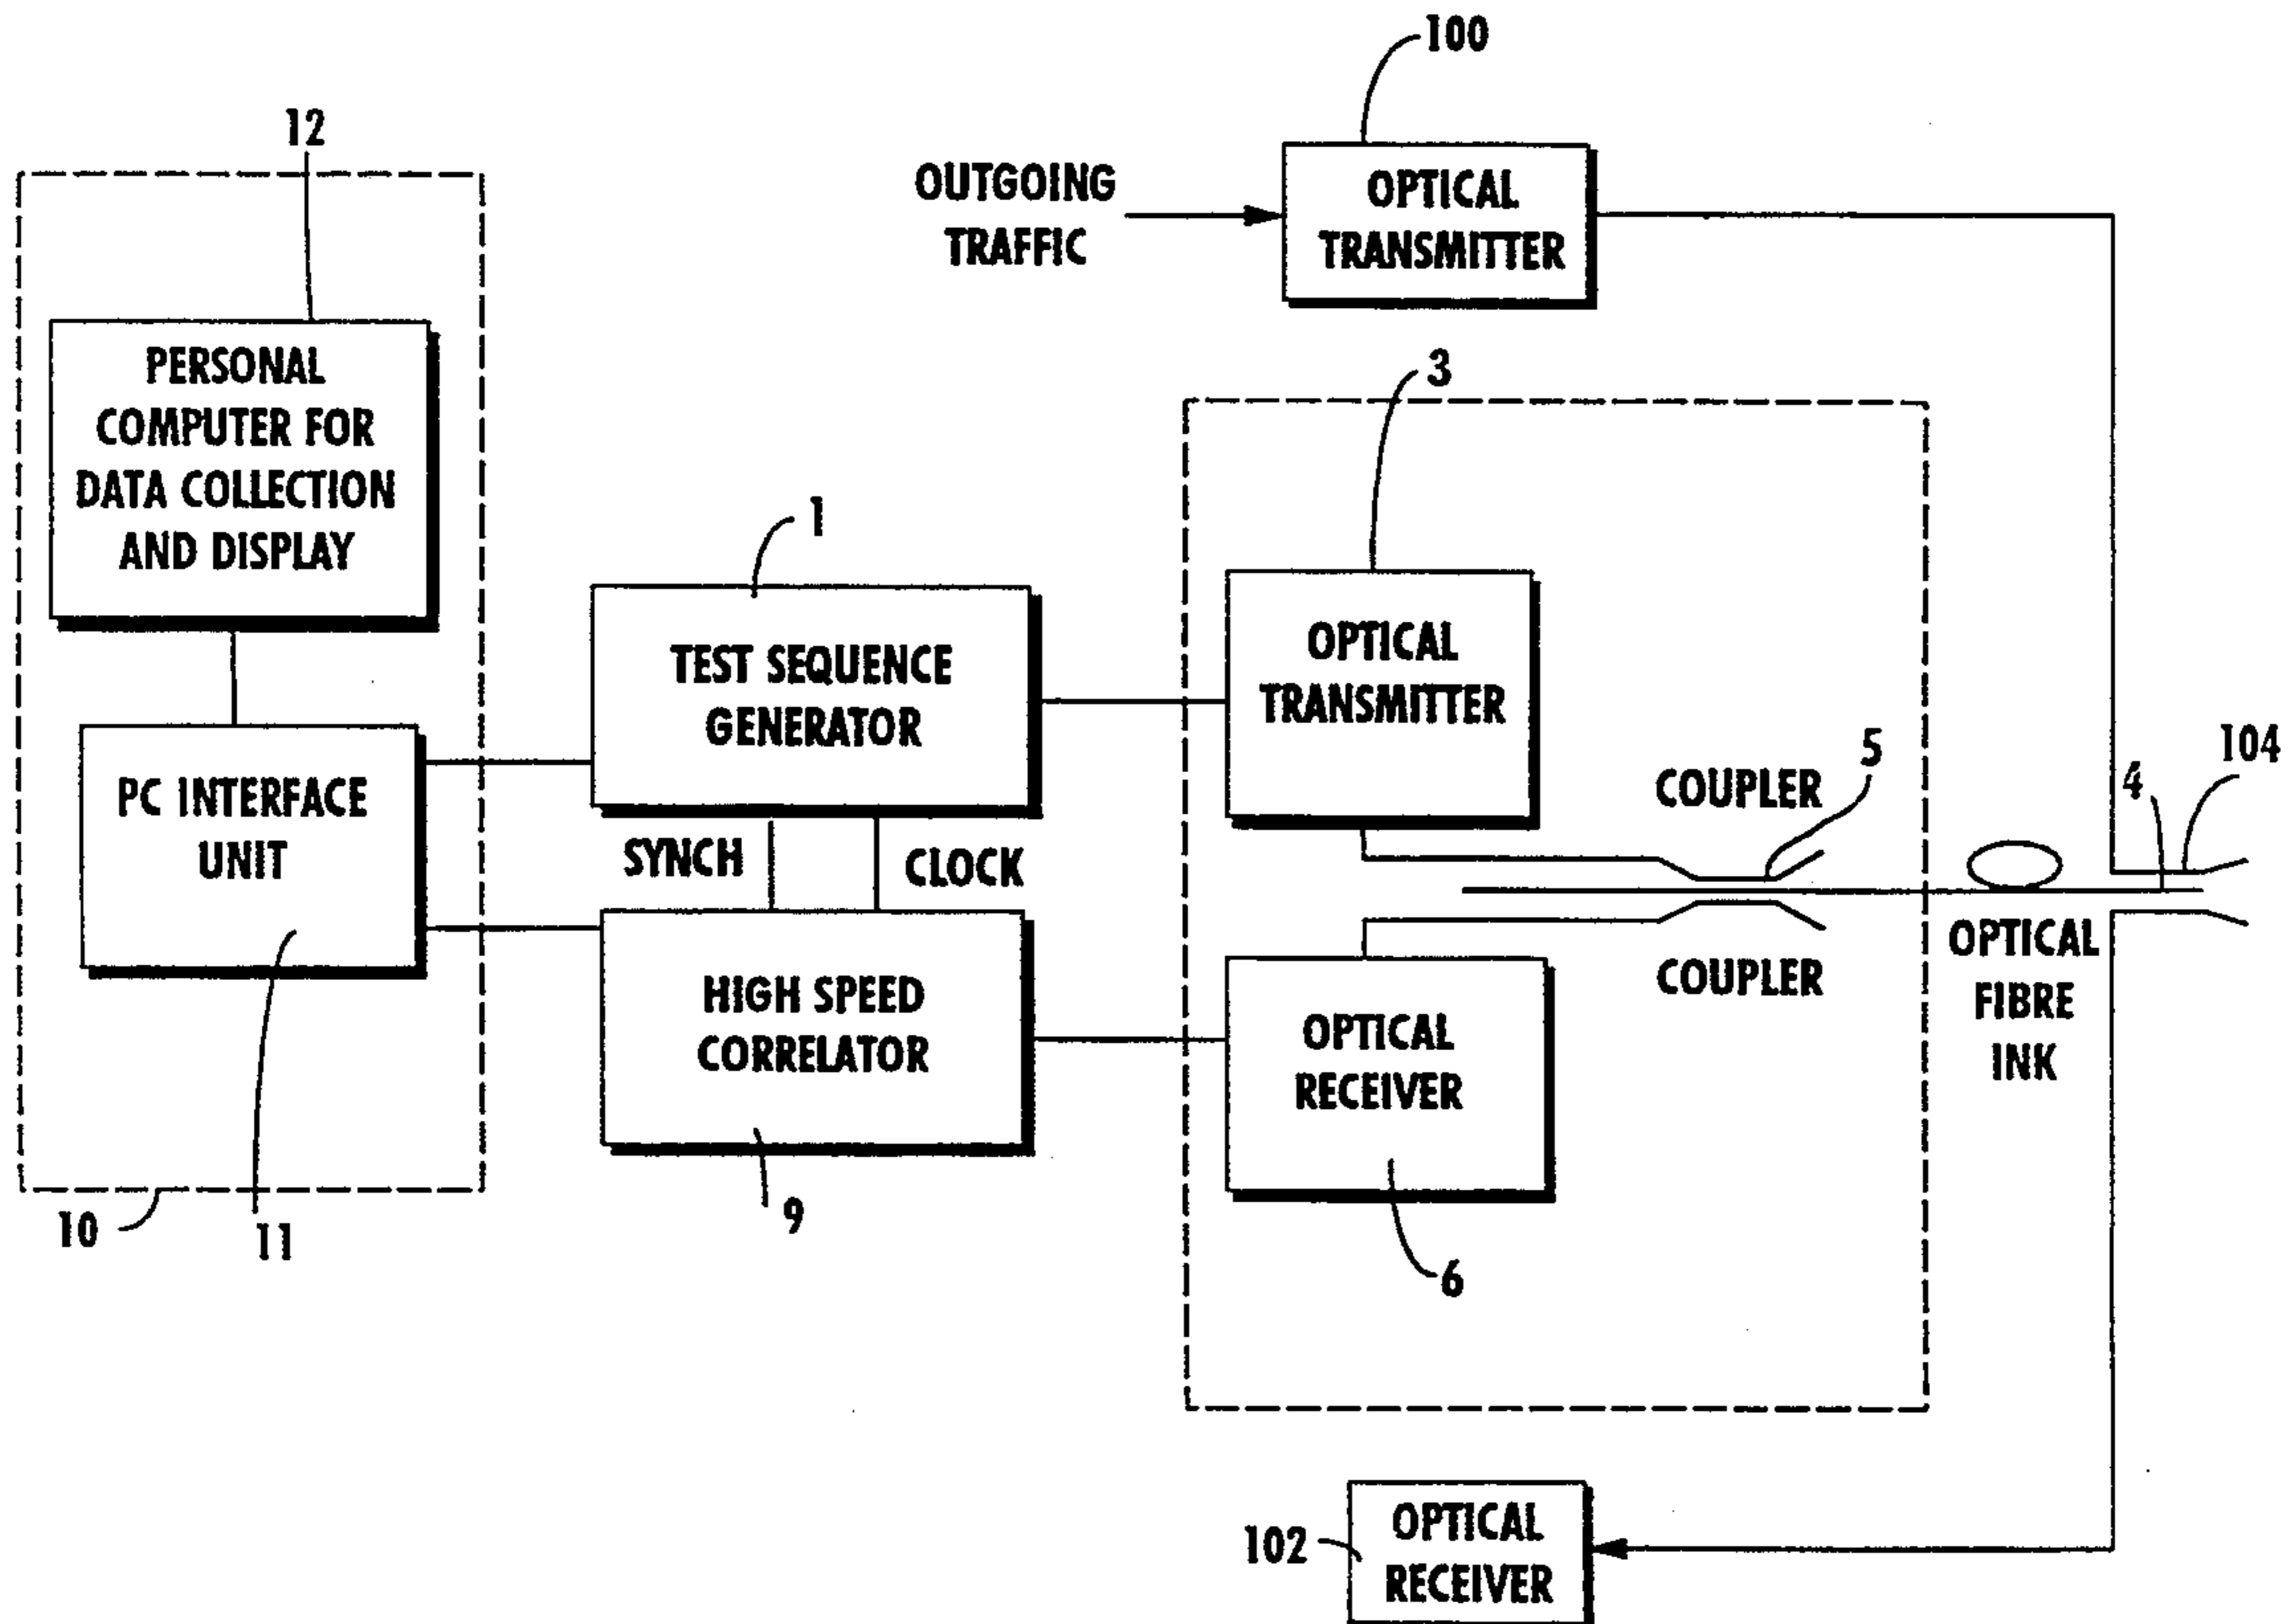 100
12
OUTGOING
TRAFFIC
OPTICAL
TRANSMITTER
3
PERSONAL
COMPUTER FOR
DATA COLLECTION
AND DISPLAY
1
TEST SEQUENCE
GENERATOR
OPTICAL
TRANSMITTER
PC INTERFACE
UNIT
SYNCH
CLOCK
COUPLER
5
4
104
COUPLER
OPTICAL
FIBRE
INK
HIGH SPEED
CORRELATOR
OPTICAL
RECEIVER
10
11
9
6
102
OPTICAL
RECEIVER